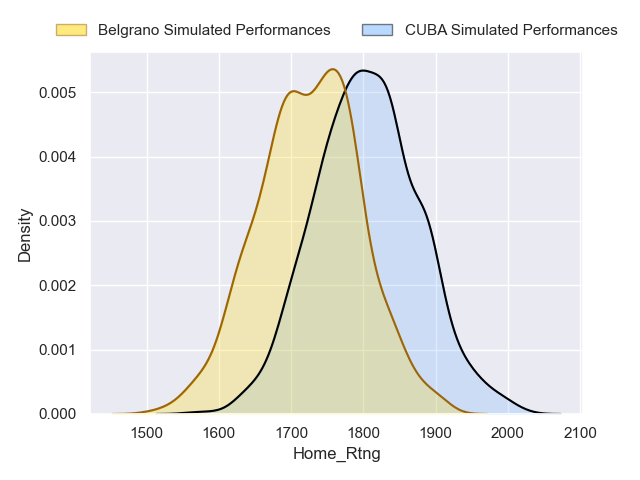 Belgrano Simulated Performances CUBA Simulated Performances
0.005
0.004
0.003
0.002
0.001
0.000
Density
1500 1600 1700 1800 1900 2000 2100
Home_Rtng